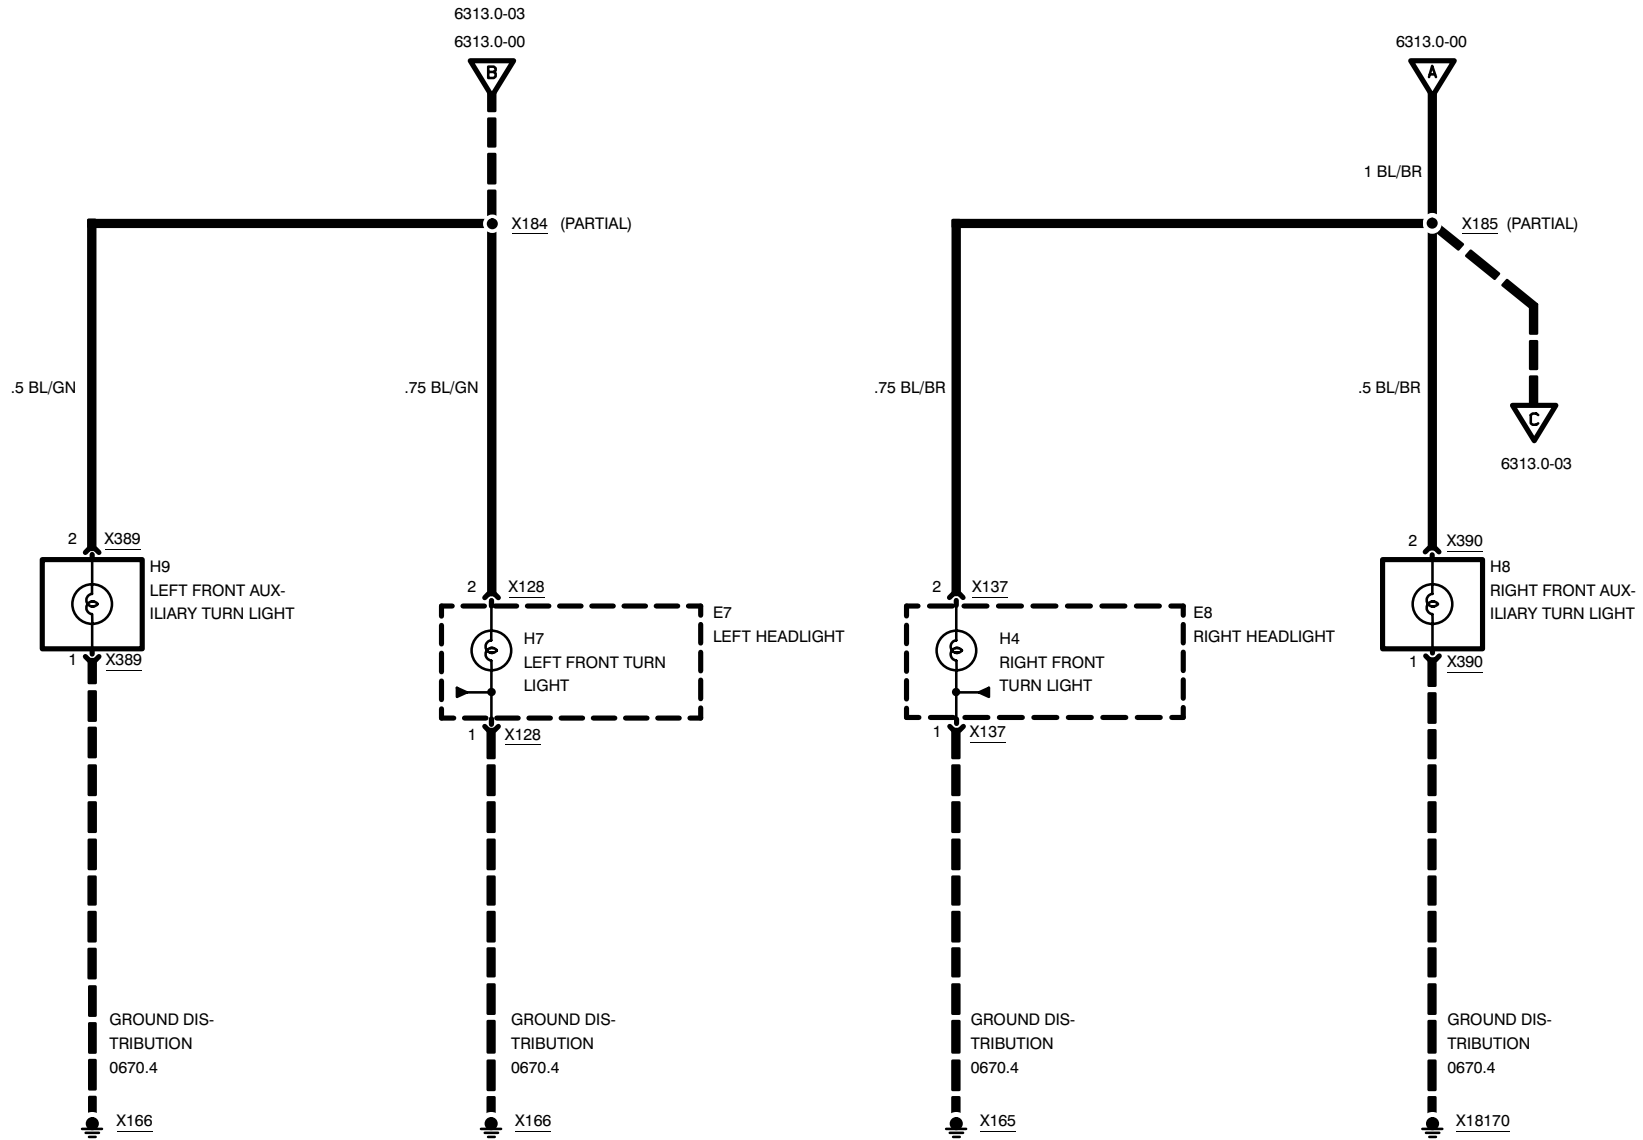 6313.0-03
6313.0-00
B
6313.0-00
A
1 BL/BR
X184 (PARTIAL)
X185 (PARTIAL)
.5 BL/GN
.75 BL/GN
.75 BL/BR
.5 BL/BR
C
6313.0-03
2 X389
H9
LEFT FRONT AUX-
ILIARY TURN LIGHT
1 X389
2 X128
E7
LEFT HEADLIGHT
H7
LEFT FRONT TURN
LIGHT
1 X128
2 X137
E8
RIGHT HEADLIGHT
H4
RIGHT FRONT
TURN LIGHT
1 X137
2 X390
H8
RIGHT FRONT AUX-
ILIARY TURN LIGHT
1 X390
GROUND DIS-
TRIBUTION
0670.4
X166
GROUND DIS-
TRIBUTION
0670.4
X166
GROUND DIS-
TRIBUTION
0670.4
X165
GROUND DIS-
TRIBUTION
0670.4
X18170